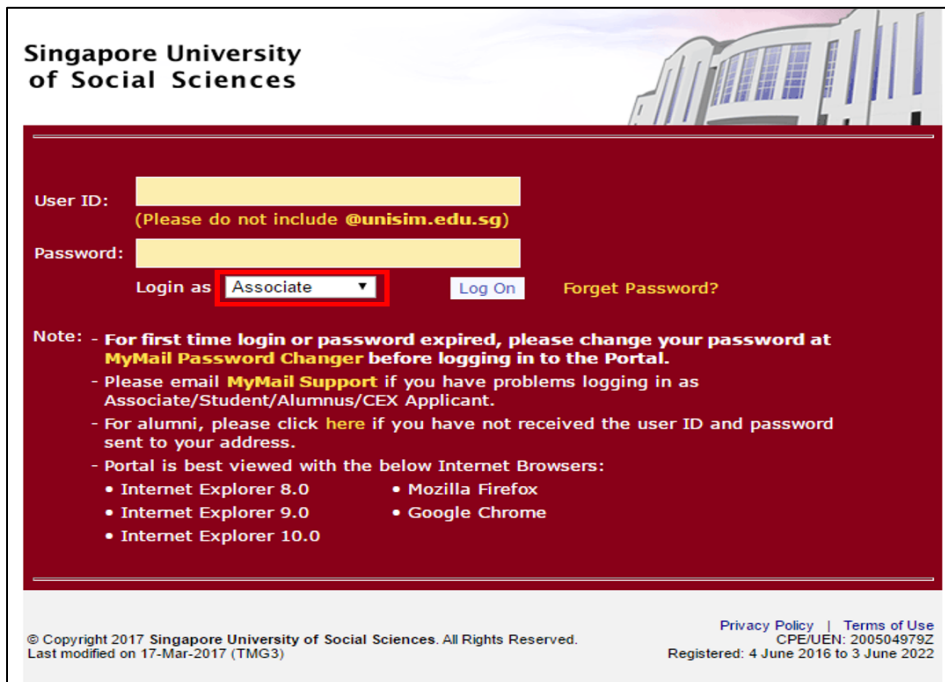 Singapore University
of Social Sciences
User ID:
(Please do not include @unisim.edu.sg)
Password:
Login as Associate ▼ Log On Forget Password?
Note: - For first time login or password expired, please change your password at
MyMail Password Changer before logging in to the Portal.
- Please email MyMail Support if you have problems logging in as
Associate/Student/Alumnus/CEX Applicant.
- For alumni, please click here if you have not received the user ID and password
sent to your address.
- Portal is best viewed with the below Internet Browsers:
• Internet Explorer 8.0 • Mozilla Firefox
• Internet Explorer 9.0 • Google Chrome
• Internet Explorer 10.0
Privacy Policy | Terms of Use
© Copyright 2017 Singapore University of Social Sciences. All Rights Reserved. CPE/UEN: 200504979Z
Last modified on 17-Mar-2017 (TMG3) Registered: 4 June 2016 to 3 June 2022